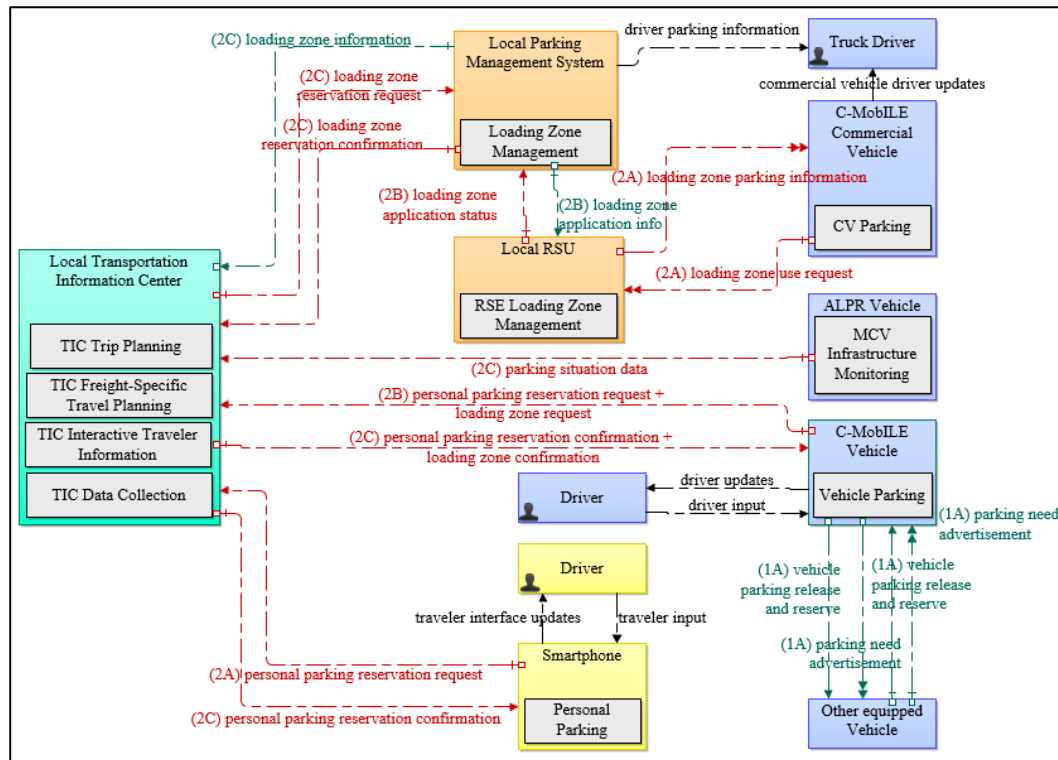 (2C) loading zone information
Local Parking
Management System
driver parking information
Truck Driver
(2C) loading zone
reservation request
commercial vehicle driver updates
(2C) loading zone
reservation confirmation
Loading Zone
Management
C-MobILE
Commercial
Vehicle
(2A) loading zone parking information
(2B) loading zone
application status
(2B) loading zone
application info
CV Parking
Local Transportation
Information Center
Local RSU
(2A) loading zone use request
RSE Loading Zone
Management
ALPR Vehicle
MCV
Infrastructure
Monitoring
TIC Trip Planning
(2C) parking situation data
TIC Freight-Specific
Travel Planning
(2B) personal parking reservation request +
loading zone request
TIC Interactive Traveler
Information
(2C) personal parking reservation confirmation +
loading zone confirmation
C-MobILE
Vehicle
TIC Data Collection
Driver
driver updates
driver input
Vehicle Parking
(1A) parking need
advertisement
Driver
(1A) vehicle
parking release
and reserve
(1A) vehicle
parking release
and reserve
traveler interface updates
traveler input
(1A) parking need
advertisement
Smartphone
(2A) personal parking reservation request
Personal
Parking
(2C) personal parking reservation confirmation
Other equipped
Vehicle